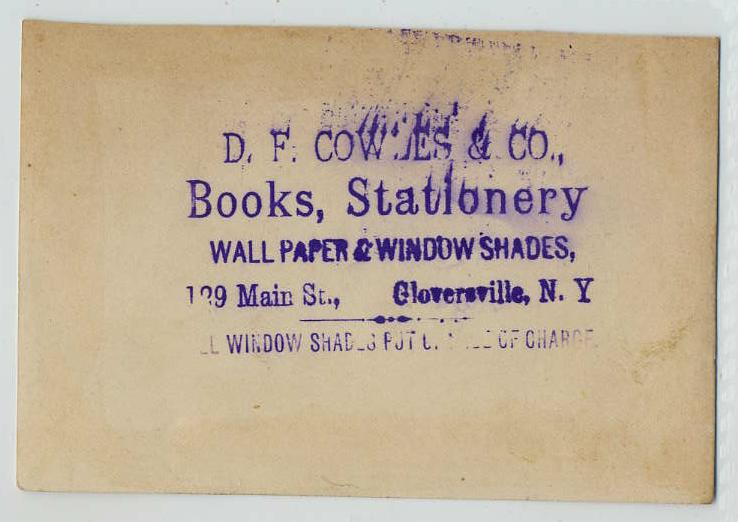 D. F. COWLES & CO.,
Books, Stationery
WALL PAPER & WINDOW SHADES,
Main St., Gloversville, N. Y
WINDOW SHADES PUT OF CHARGE.